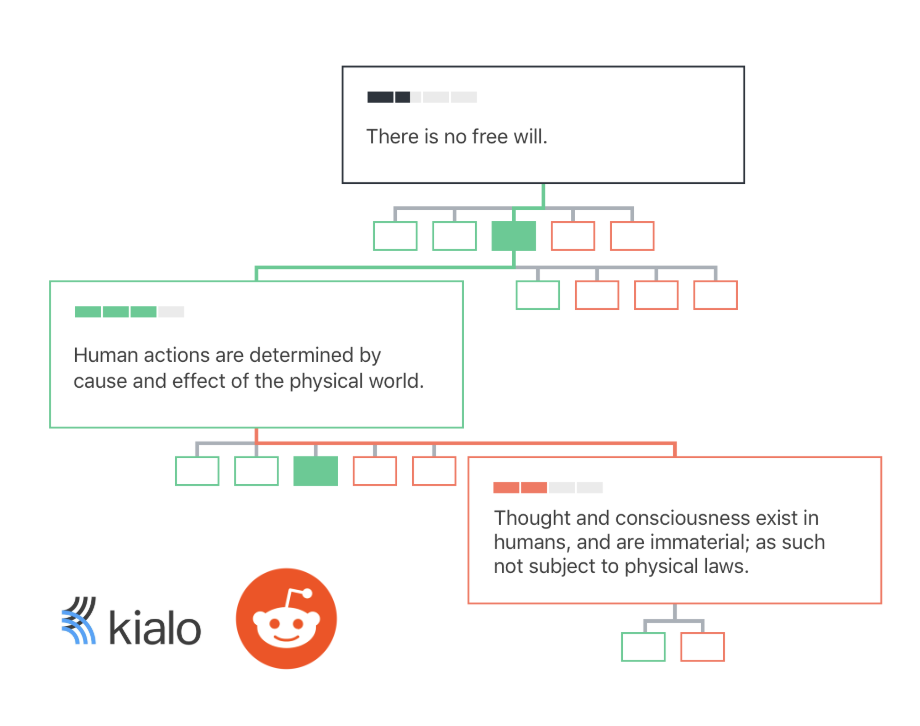 There is no free will.
Human actions are determined by
cause and effect of the physical world.
Thought and consciousness exist in
humans, and are immaterial; as such
not subject to physical laws.
kialo